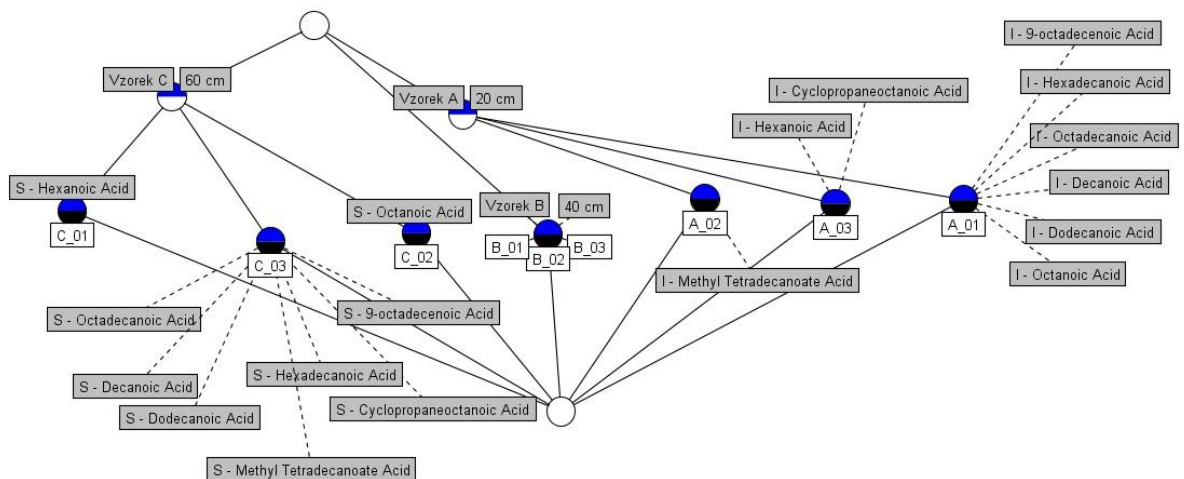 I - 9-octadecenoic Acid
Vzorek C
60 cm
I - Cyclopropaneoctanoic Acid
I - Hexadecanoic Acid
Vzorek A
20 cm
I - Hexanoic Acid
r- Octadecanoic Acid
S - Hexanoic Acid
I - Decanoic Acid
S - Octanoic Acid
Vzorek B
40 cm
C_01
A_02
A_03
A_01
I - Dodecanoic Acid
B_01
B_03
C_02
B_02
C_03
I - Octanoic Acid
I - Methyl Tetradecanoate Acid
S - Octadecanoic Acid
S - 9-octadecenoic Acid
S - Hexadecanoic Acid
S - Decanoic Acid
S - Cyclopropaneoctanoic Acid
S - Dodecanoic Acid
S - Methyl Tetradecanoate Acid